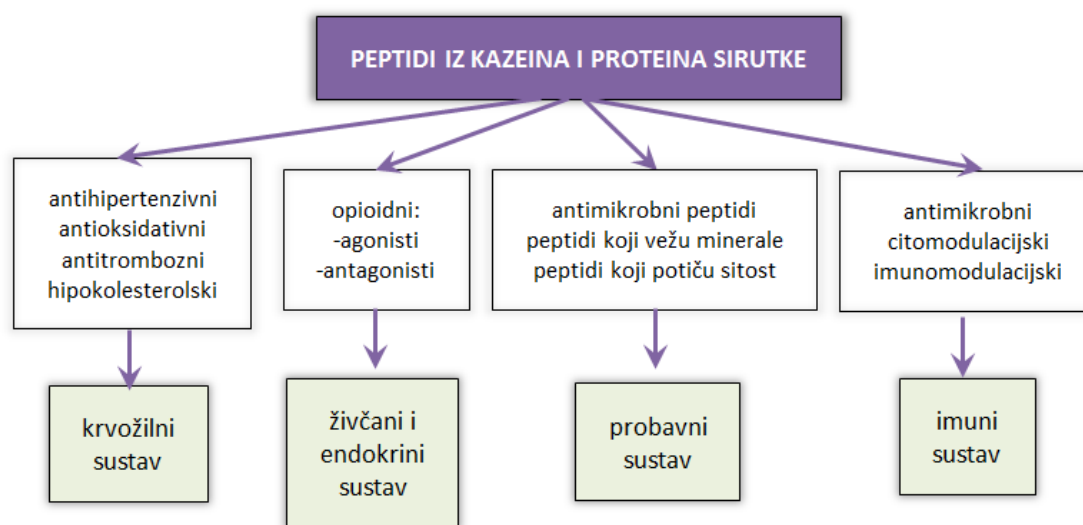 PEPTIDI IZ KAZEINA I PROTEINA SIRUTKE
antihipertenzivni
antioksidativni
antitrombozni
hipokolesterolski
opioidni:
-agonisti
-antagonisti
antimikrobni peptidi
peptidi koji vežu minerale
peptidi koji potiču sitost
antimikrobni
citomodulacijski
imunomodulacijski
krvožilni
sustav
živčani i
endokrini
sustav
probavni
sustav
imuni
sustav